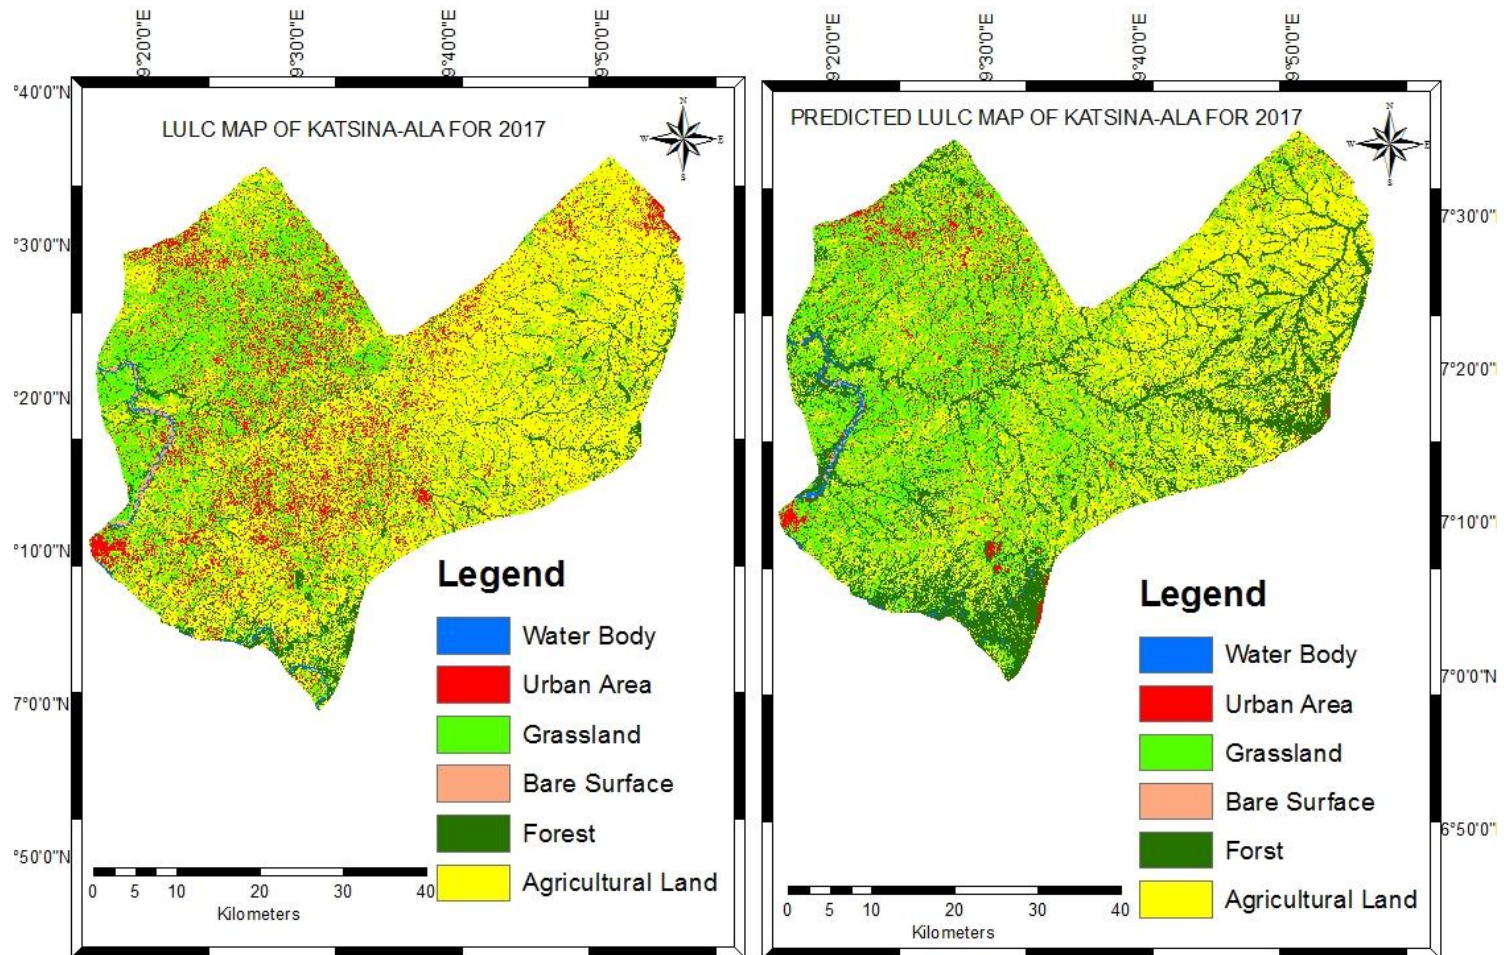 9°20'0"E 9°30'0"E 9°40'0"E 9°50'0"E
LULC MAP OF KATSINA-ALA FOR 2017
N
W E
S
°40'0"N
°30'0"N
°20'0"N
°10'0"N
7°0'0"N
°50'0"N
Legend
Water Body
Urban Area
Grassland
Bare Surface
Forest
Agricultural Land
0 5 10 20 30 40
Kilometers
9°20'0"E 9°30'0"E 9°40'0"E 9°50'0"E
PREDICTED LULC MAP OF KATSINA-ALA FOR 2017
N
W E
S
7°30'0"N
7°20'0"N
7°10'0"N
7°0'0"N
6°50'0"N
Legend
Water Body
Urban Area
Grassland
Bare Surface
Forst
Agricultural Land
0 5 10 20 30 40
Kilometers